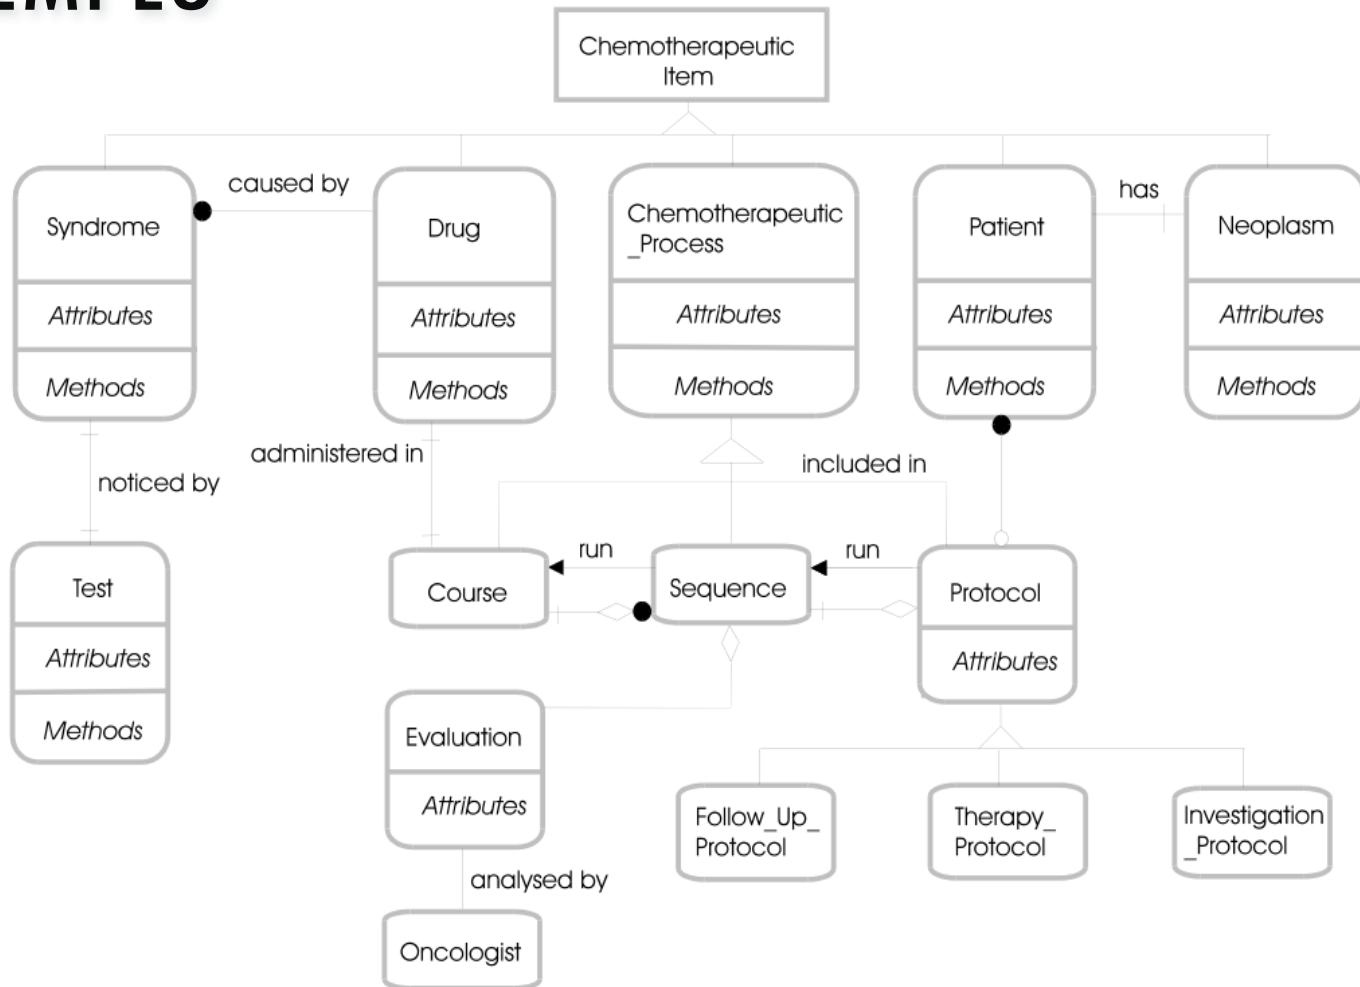 Chemotherapeutic
Item
caused by
has
Syndrome
Drug
Chemotherapeutic
_Process
Patient
Neoplasm
Attributes
Attributes
Attributes
Attributes
Attributes
Methods
Methods
Methods
Methods
Methods
administered in
included in
noticed by
run
run
Test
Course
Sequence
Protocol
Attributes
Attributes
Methods
Evaluation
Attributes
Follow_Up_
Protocol
Therapy_
Protocol
Investigation
_Protocol
analysed by
Oncologist